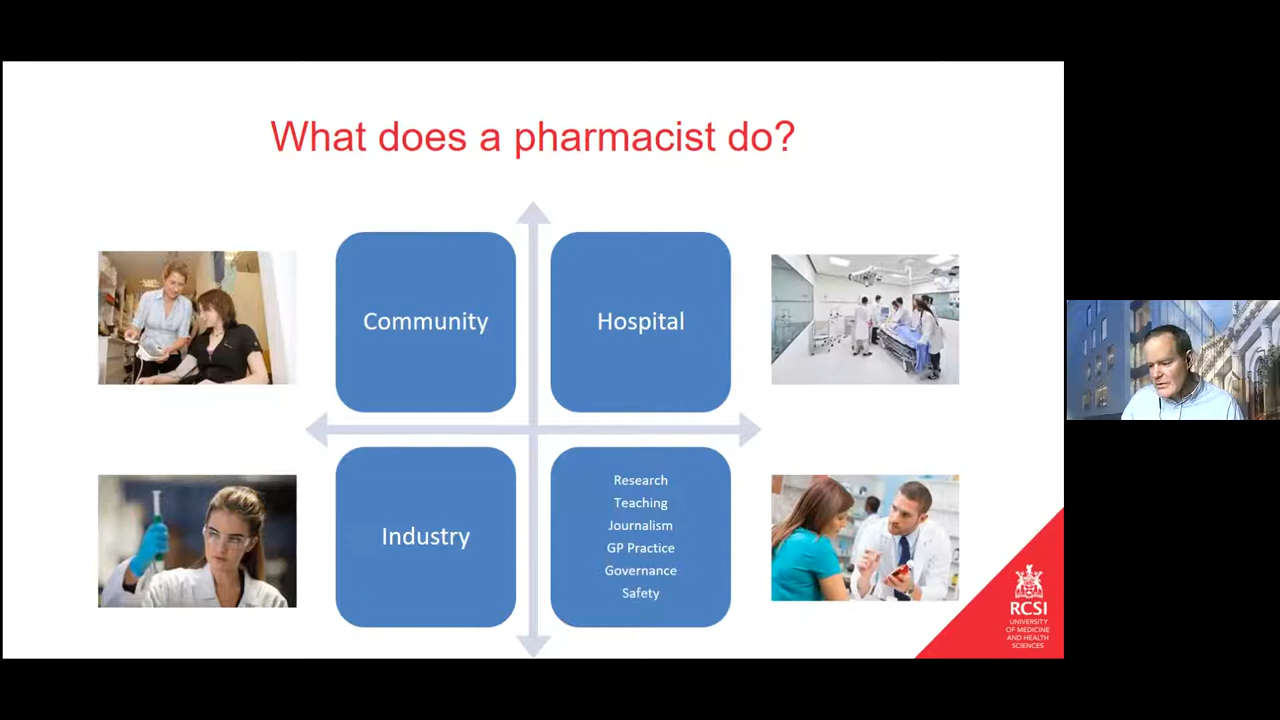 What does a pharmacist do?
Community
Hospital
Industry
Research
Teaching
Journalism
GP Practice
Governance
Safety
RCSI
UNIVERSITY
OF MEDICINE
AND HEALTH
SCIENCES